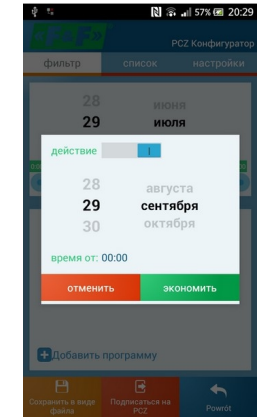 57% 20:29
F&F
PCZ Конфигуратор
фильтр список настройки
28 июня
29 июля
действие
28 августа
29 сентября
30 октября
время от: 00:00
отменить экономить
Добавить программу
Сохранить в виде файла
Подписаться на PCZ
Powrót